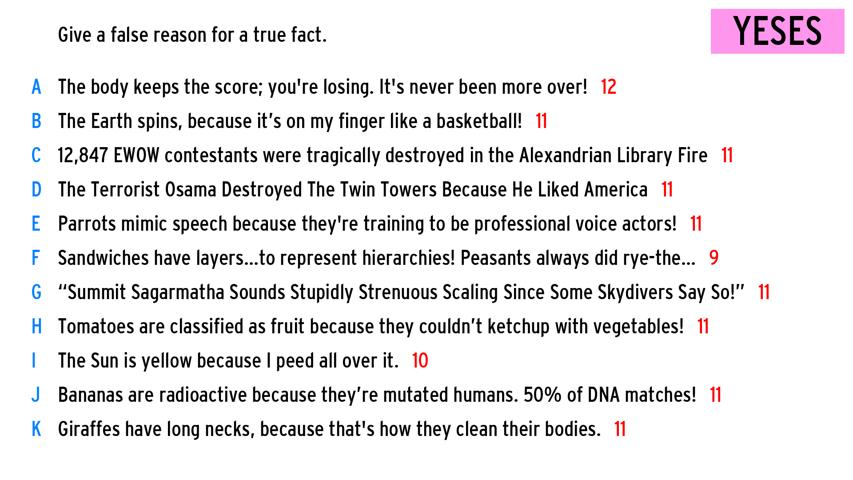 Give a false reason for a true fact.
YESES
A The body keeps the score; you're losing. It's never been more over! 12
B The Earth spins, because it’s on my finger like a basketball! 11
C 12,847 EWOW contestants were tragically destroyed in the Alexandrian Library Fire 11
D The Terrorist Osama Destroyed The Twin Towers Because He Liked America 11
E Parrots mimic speech because they're training to be professional voice actors! 11
F Sandwiches have layers...to represent hierarchies! Peasants always did rye-the... 9
G “Summit Sagarmatha Sounds Stupidly Strenuous Scaling Since Some Skydivers Say So!” 11
H Tomatoes are classified as fruit because they couldn’t ketchup with vegetables! 11
I The Sun is yellow because I peed all over it. 10
J Bananas are radioactive because they’re mutated humans. 50% of DNA matches! 11
K Giraffes have long necks, because that's how they clean their bodies. 11